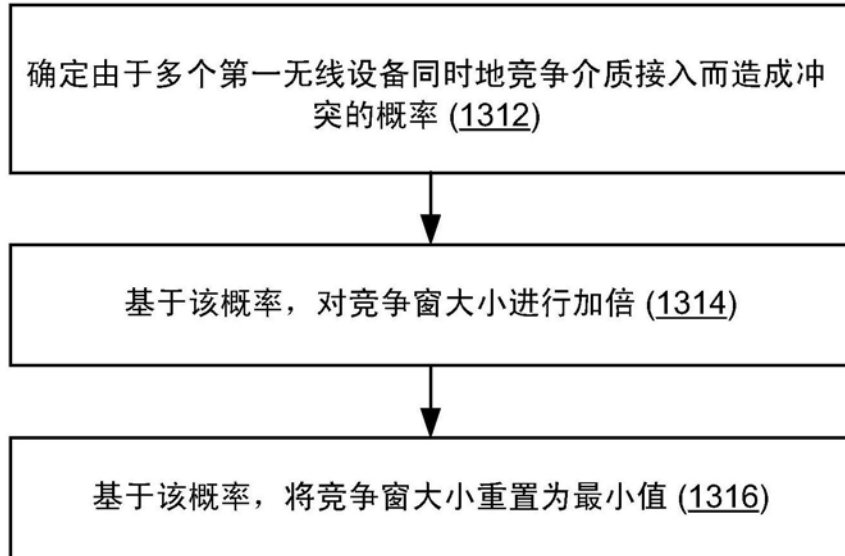 确定由于多个第一无线设备同时地竞争介质接入而造成冲
突的概率 (1312)
基于该概率，对竞争窗大小进行加倍 (1314)
基于该概率，将竞争窗大小重置为最小值 (1316)